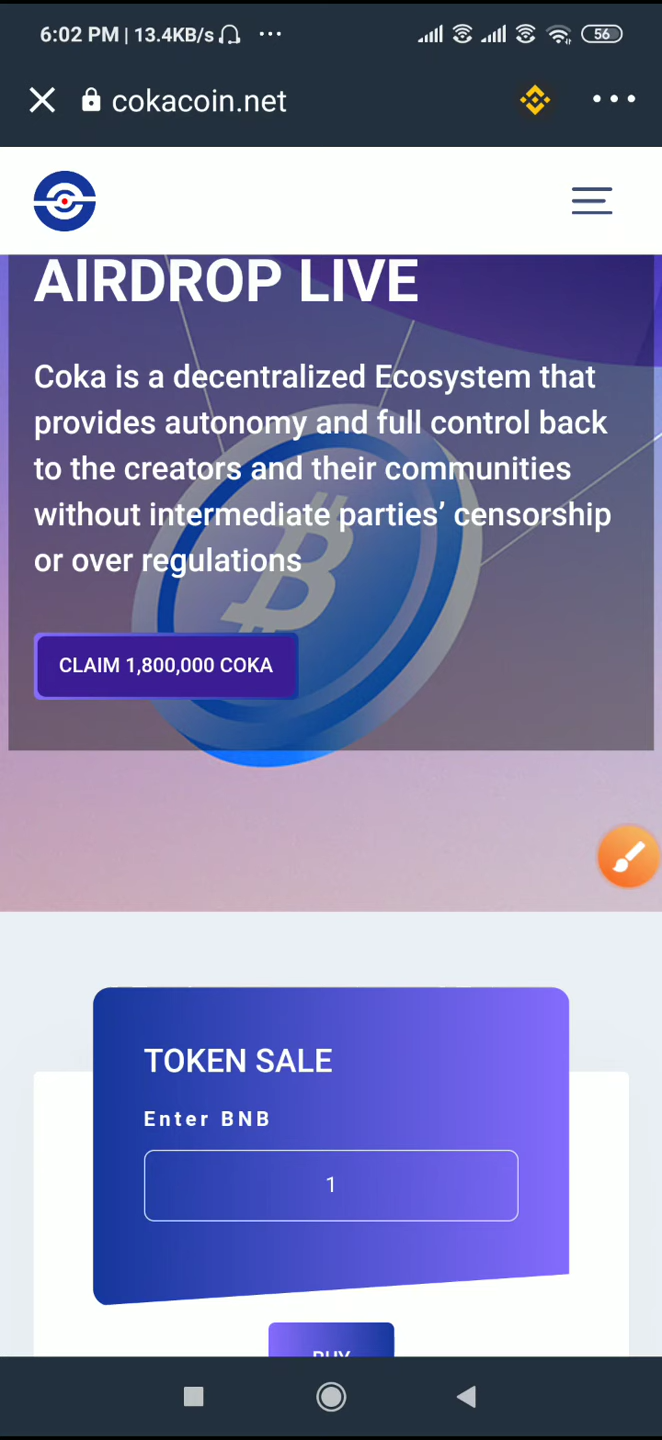 6:02 PM | 13.4KB/s
56
cokacoin.net
AIRDROP LIVE
Coka is a decentralized Ecosystem that
provides autonomy and full control back
to the creators and their communities
without intermediate parties’ censorship
or over regulations
CLAIM 1,800,000 COKA
TOKEN SALE
Enter BNB
1
BUY